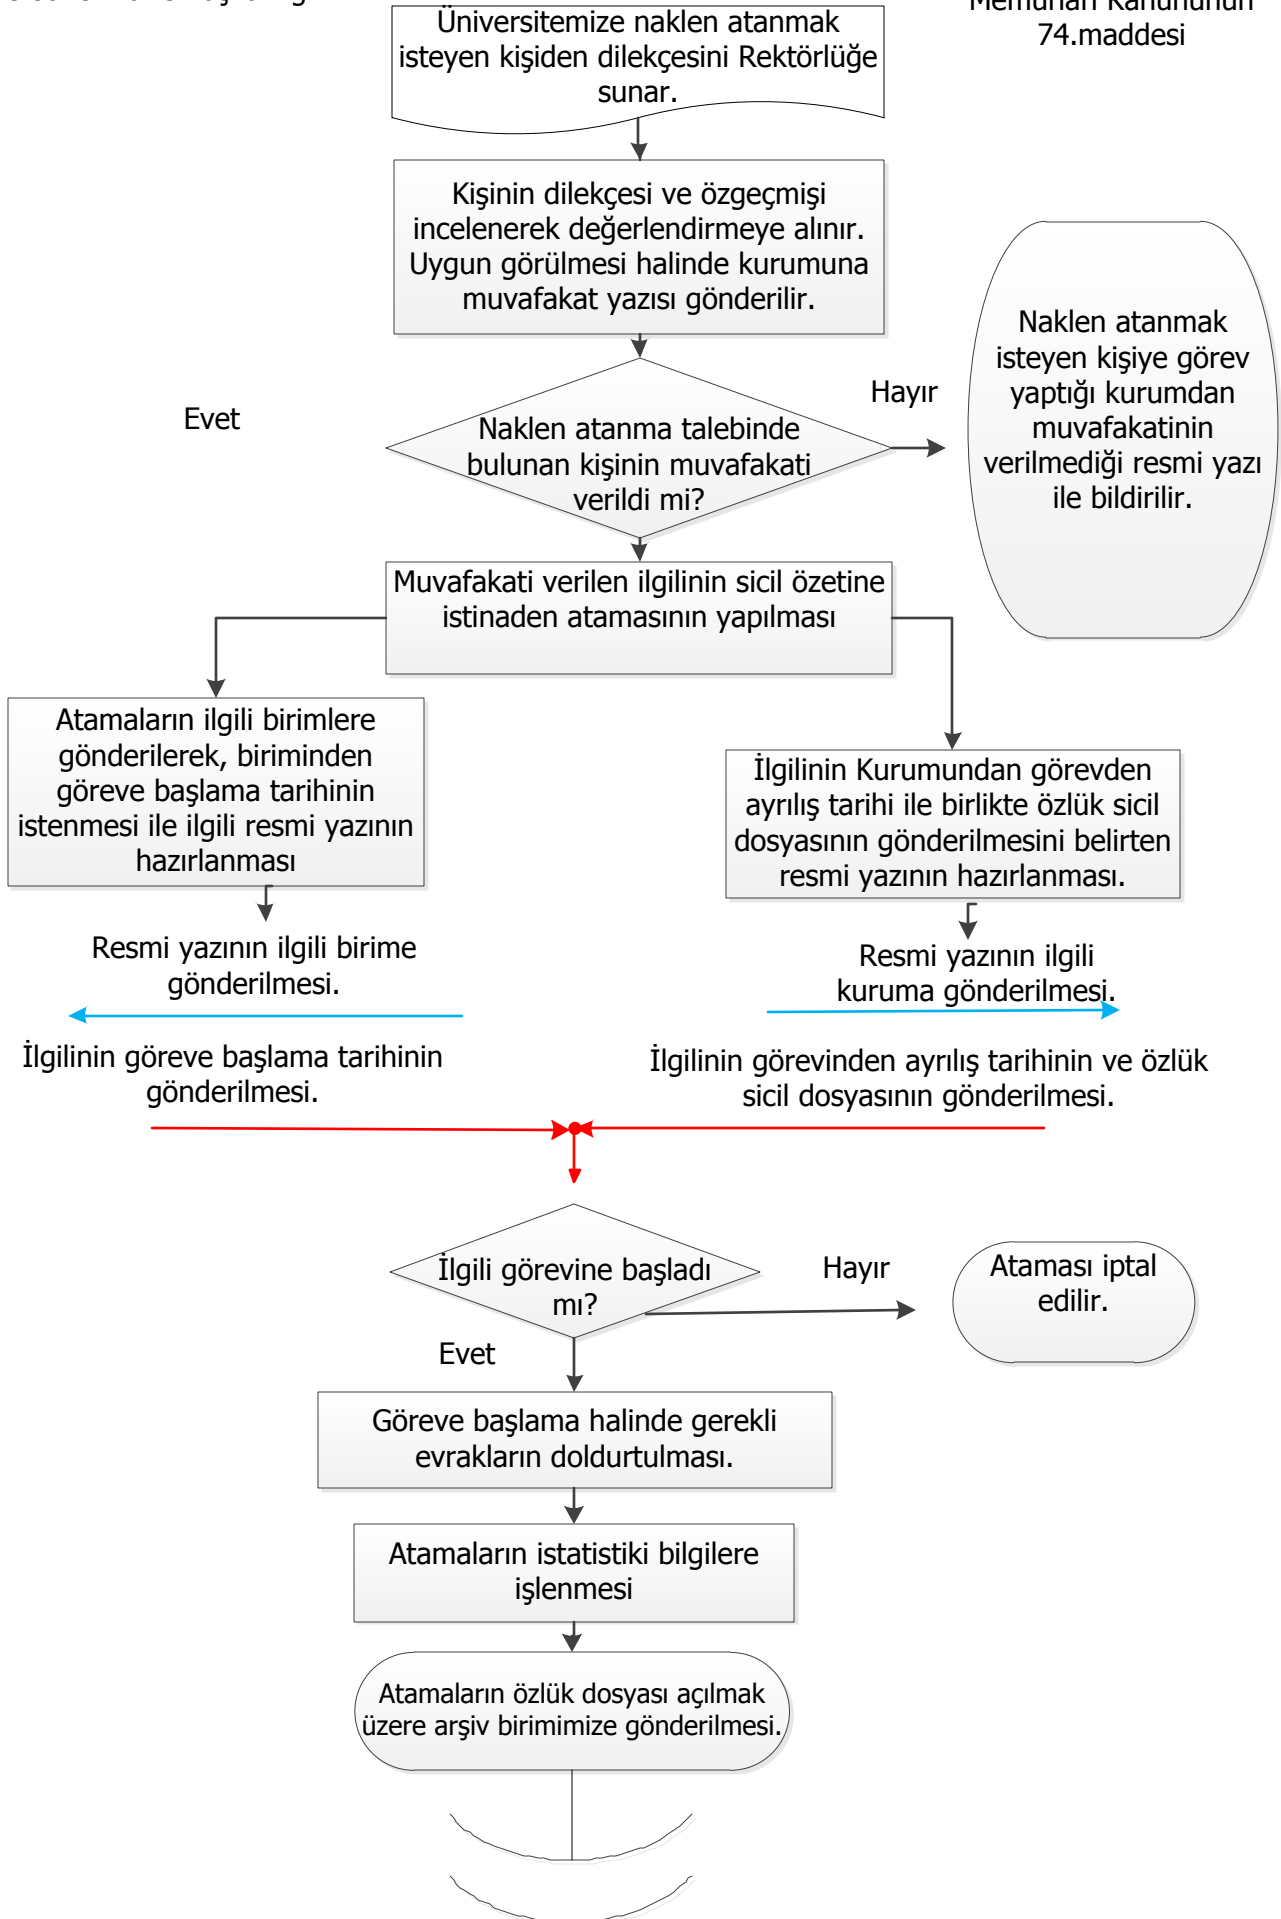 Memurları Kanununun
74.maddesi
Üniversitemize naklen atanmak
isteyen kişiden dilekçesini Rektörlüğe
sunar.
Kişinin dilekçesi ve özgeçmişi
incelenerek değerlendirmeye alınır.
Uygun görülmesi halinde kurumuna
muvafakat yazısı gönderilir.
Naklen atanmak
isteyen kişiye görev
yaptığı kurumdan
muvafakatinin
verilmediği resmi yazı
ile bildirilir.
Hayır
Evet
Naklen atanma talebinde
bulunan kişinin muvafakati
verildi mi?
Muvafakati verilen ilgilinin sicil özetine
istinaden atamasının yapılması
Atamaların ilgili birimlere
gönderilerek, biriminden
göreve başlama tarihinin
istenmesi ile ilgili resmi yazının
hazırlanması
İlgilinin Kurumundan görevden
ayrılış tarihi ile birlikte özlük sicil
dosyasının gönderilmesini belirten
resmi yazının hazırlanması.
Resmi yazının ilgili birime
gönderilmesi.
Resmi yazının ilgili
kuruma gönderilmesi.
İlgilinin göreve başlama tarihinin
gönderilmesi.
İlgilinin görevinden ayrılış tarihinin ve özlük
sicil dosyasının gönderilmesi.
İlgili görevine başladı
mı?
Hayır
Ataması iptal
edilir.
Evet
Göreve başlama halinde gerekli
evrakların doldurtulması.
Atamaların istatistiki bilgilere
işlenmesi
Atamaların özlük dosyası açılmak
üzere arşiv birimimize gönderilmesi.